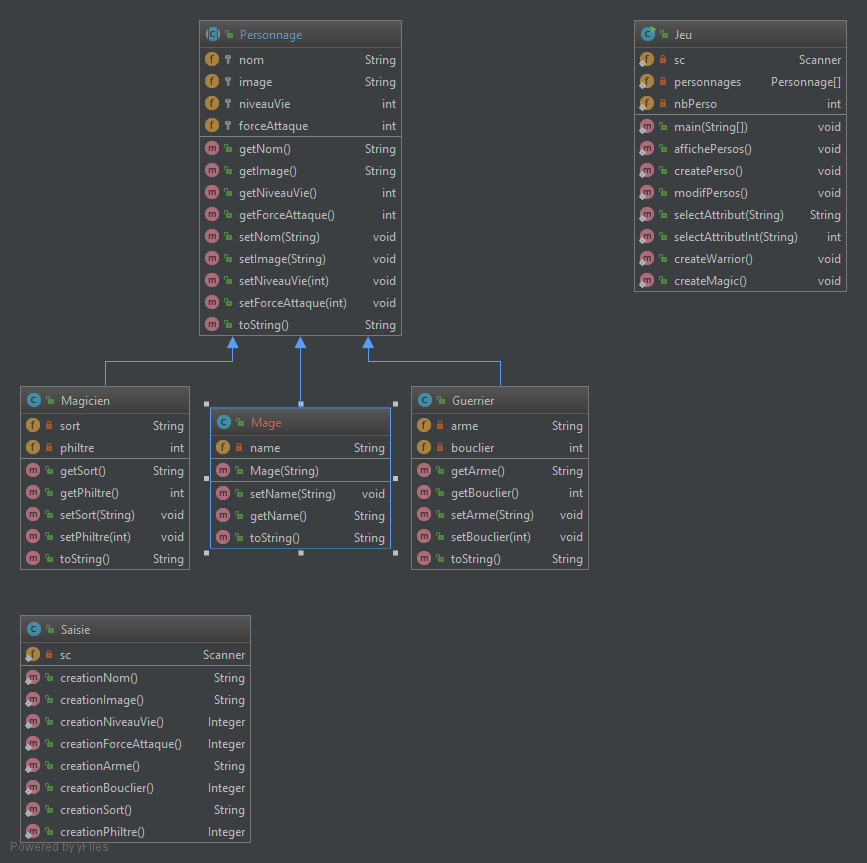 Personnage
nom String
image String
niveauVie int
forceAttaque int
getNom() String
getImage() String
getNiveauVie() int
getForceAttaque() int
setNom(String) void
setImage(String) void
setNiveauVie(int) void
setForceAttaque(int) void
toString() String
Jeu
sc Scanner
personnages Personnage[]
nbPerso int
main(String[]) void
affichePersos() void
createPerso() void
modifPersos() void
selectAttribut(String) String
selectAttributInt(String) int
createWarrior() void
createMagic() void
Magicien
sort String
philtre int
getSort() String
getPhiltre() int
setSort(String) void
setPhiltre(int) void
toString() String
Mage
name String
Mage(String)
setName(String) void
getName() String
toString() String
Guerrier
arme String
bouclier int
getArme() String
getBouclier() int
setArme(String) void
setBouclier(int) void
toString() String
Saisie
sc Scanner
creationNom() String
creationImage() String
creationNiveauVie() Integer
creationForceAttaque() Integer
creationArme() String
creationBouclier() Integer
creationSort() String
creationPhiltre() Integer
Powered by yFiles